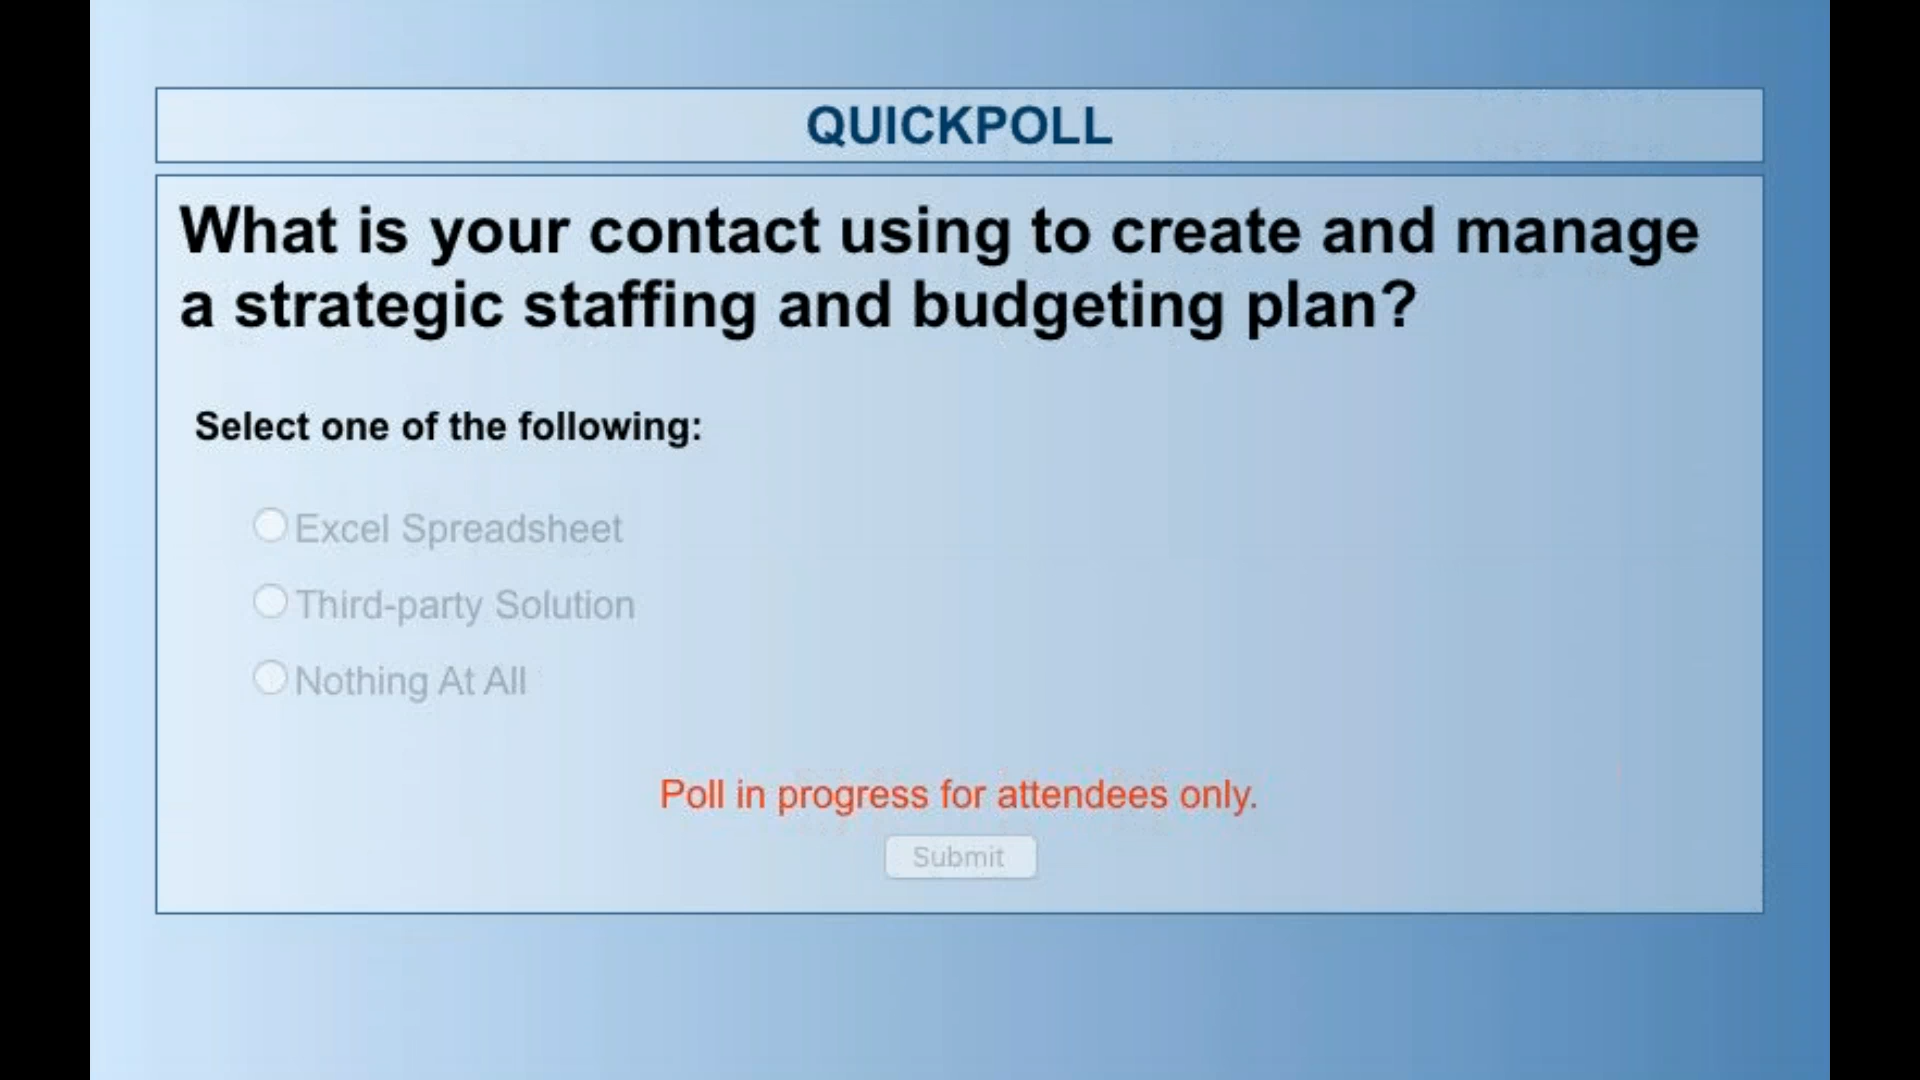 QUICKPOLL
What is your contact using to create and manage
a strategic staffing and budgeting plan?
Select one of the following:
Excel Spreadsheet
Third-party Solution
Nothing At All
Poll in progress for attendees only.
Submit